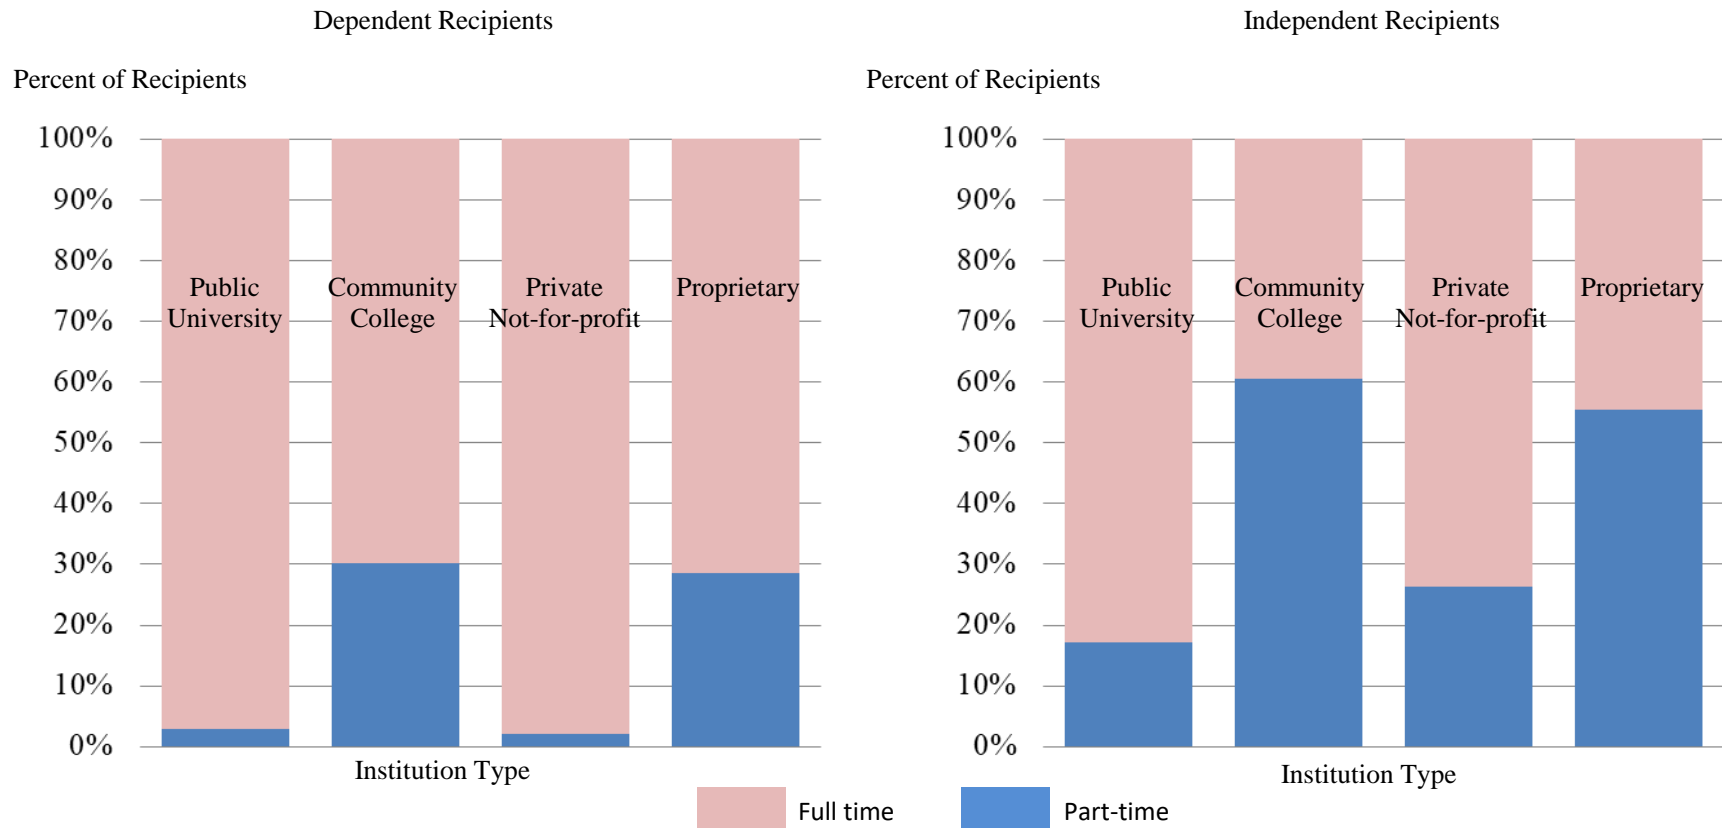 Dependent Recipients
Percent of Recipients
100%
90%
80%
70%
60%
50%
40%
30%
20%
10%
0%
Public
University
Community
College
Private
Not-for-profit
Proprietary
Institution Type
Independent Recipients
Percent of Recipients
100%
90%
80%
70%
60%
50%
40%
30%
20%
10%
0%
Public
University
Community
College
Private
Not-for-profit
Proprietary
Institution Type
Full time
Part-time